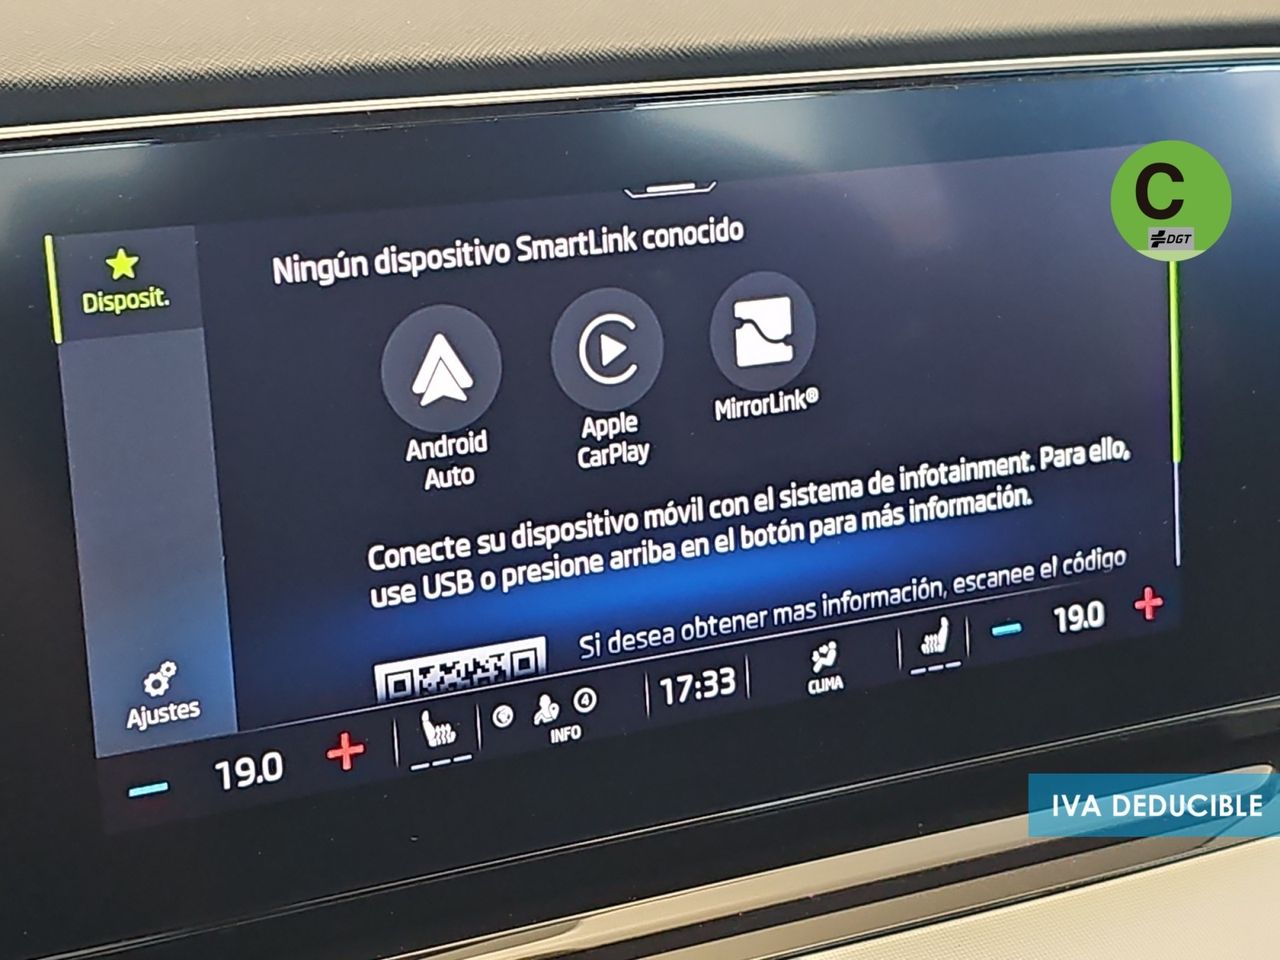 C
DGT
Ningún dispositivo SmartLink conocido
Disposit.
Android
Auto
Apple
CarPlay
MirrorLink®
Conecte su dispositivo móvil con el sistema de infotainment. Para ello,
use USB o presione arriba en el botón para más información.
Si desea obtener mas información, escanee el código
Ajustes
19.0
4
INFO
17:33
CLIMA
19.0
IVA DEDUCIBLE